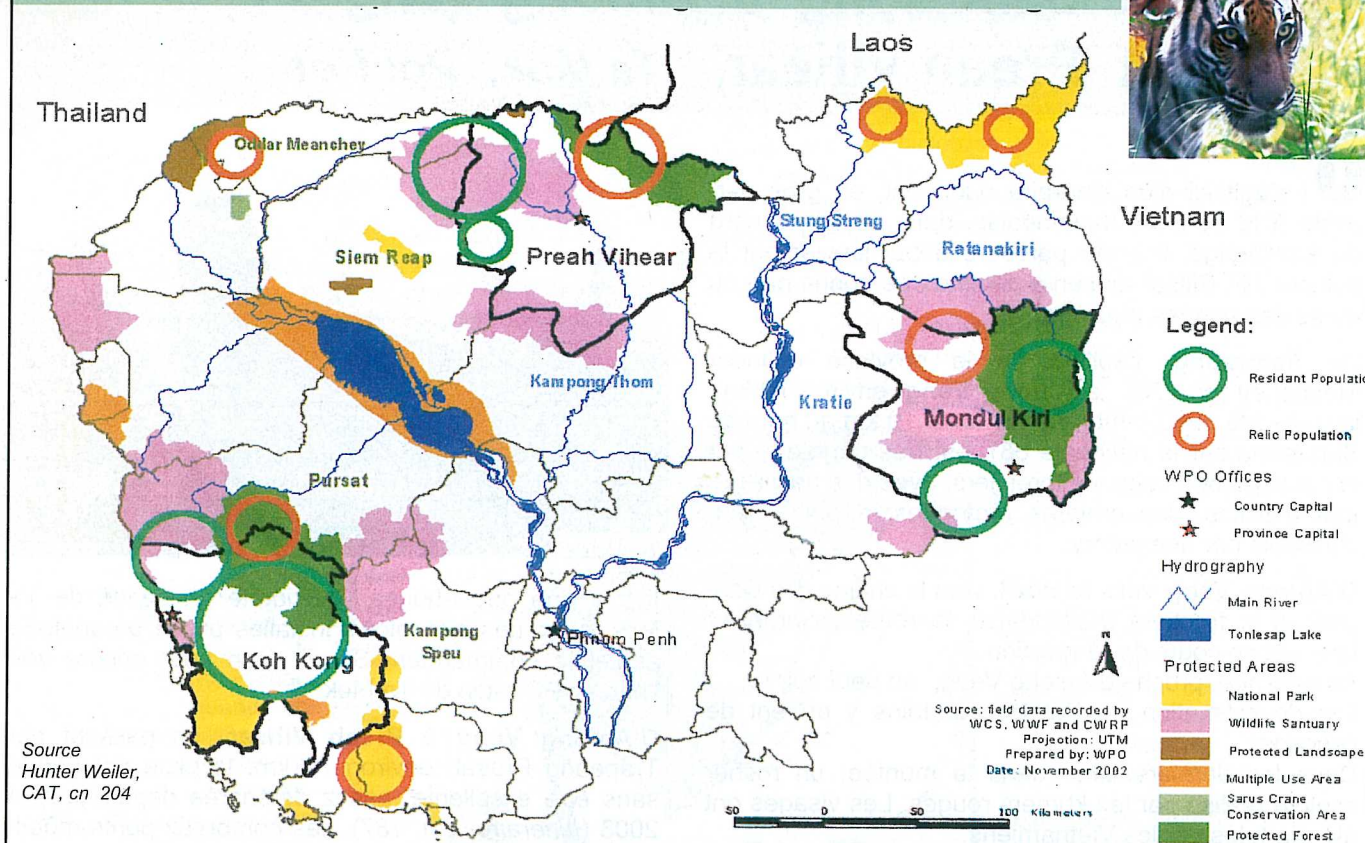 Laos
Thailand
Oddar Meanchey
Stung Streng
Vietnam
Siem Reap
Preah Vihear
Ratanakiri
Kampong Thom
Kratie
Mondul Kiri
Pursat
Kampong
Speu
Phnom Penh
Koh Kong
Source
Hunter Weiler,
CAT, cn 204
N
Source: field data recorded by
WCS, WWF and CWRP
Projection: UTM
Prepared by: WPO
Date: November 2002
50 0 50 100 Kilometers
Legend:
Residant Populatio
Relic Population
WPO Offices
Country Capital
Province Capital
Hydrography
Main River
Tonlesap Lake
Protected Areas
National Park
Wildlife Santuary
Protected Landscape
Multiple Use Area
Sarus Crane
Conservation Area
Protected Forest